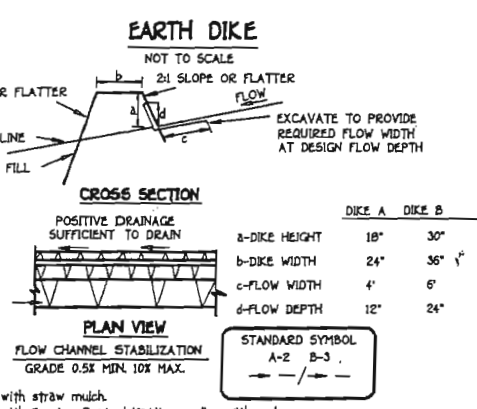 EARTH DIKE
NOT TO SCALE
b
2:1 SLOPE OR FLATTER
R FLATTER
FLOW
a
d
c
EXCAVATE TO PROVIDE
REQUIRED FLOW WIDTH
AT DESIGN FLOW DEPTH
LINE
FILL
CROSS SECTION
POSITIVE DRAINAGE
SUFFICIENT TO DRAIN
DIKE A DIKE B
a-DIKE HEIGHT 18" 30"
b-DIKE WIDTH 24" 36"
c-FLOW WIDTH 4' 6'
d-FLOW DEPTH 12" 24"
PLAN VIEW
FLOW CHANNEL STABILIZATION
GRADE 0.5% MIN. 10% MAX.
STANDARD SYMBOL
A-2 B-3
/
with straw mulch.